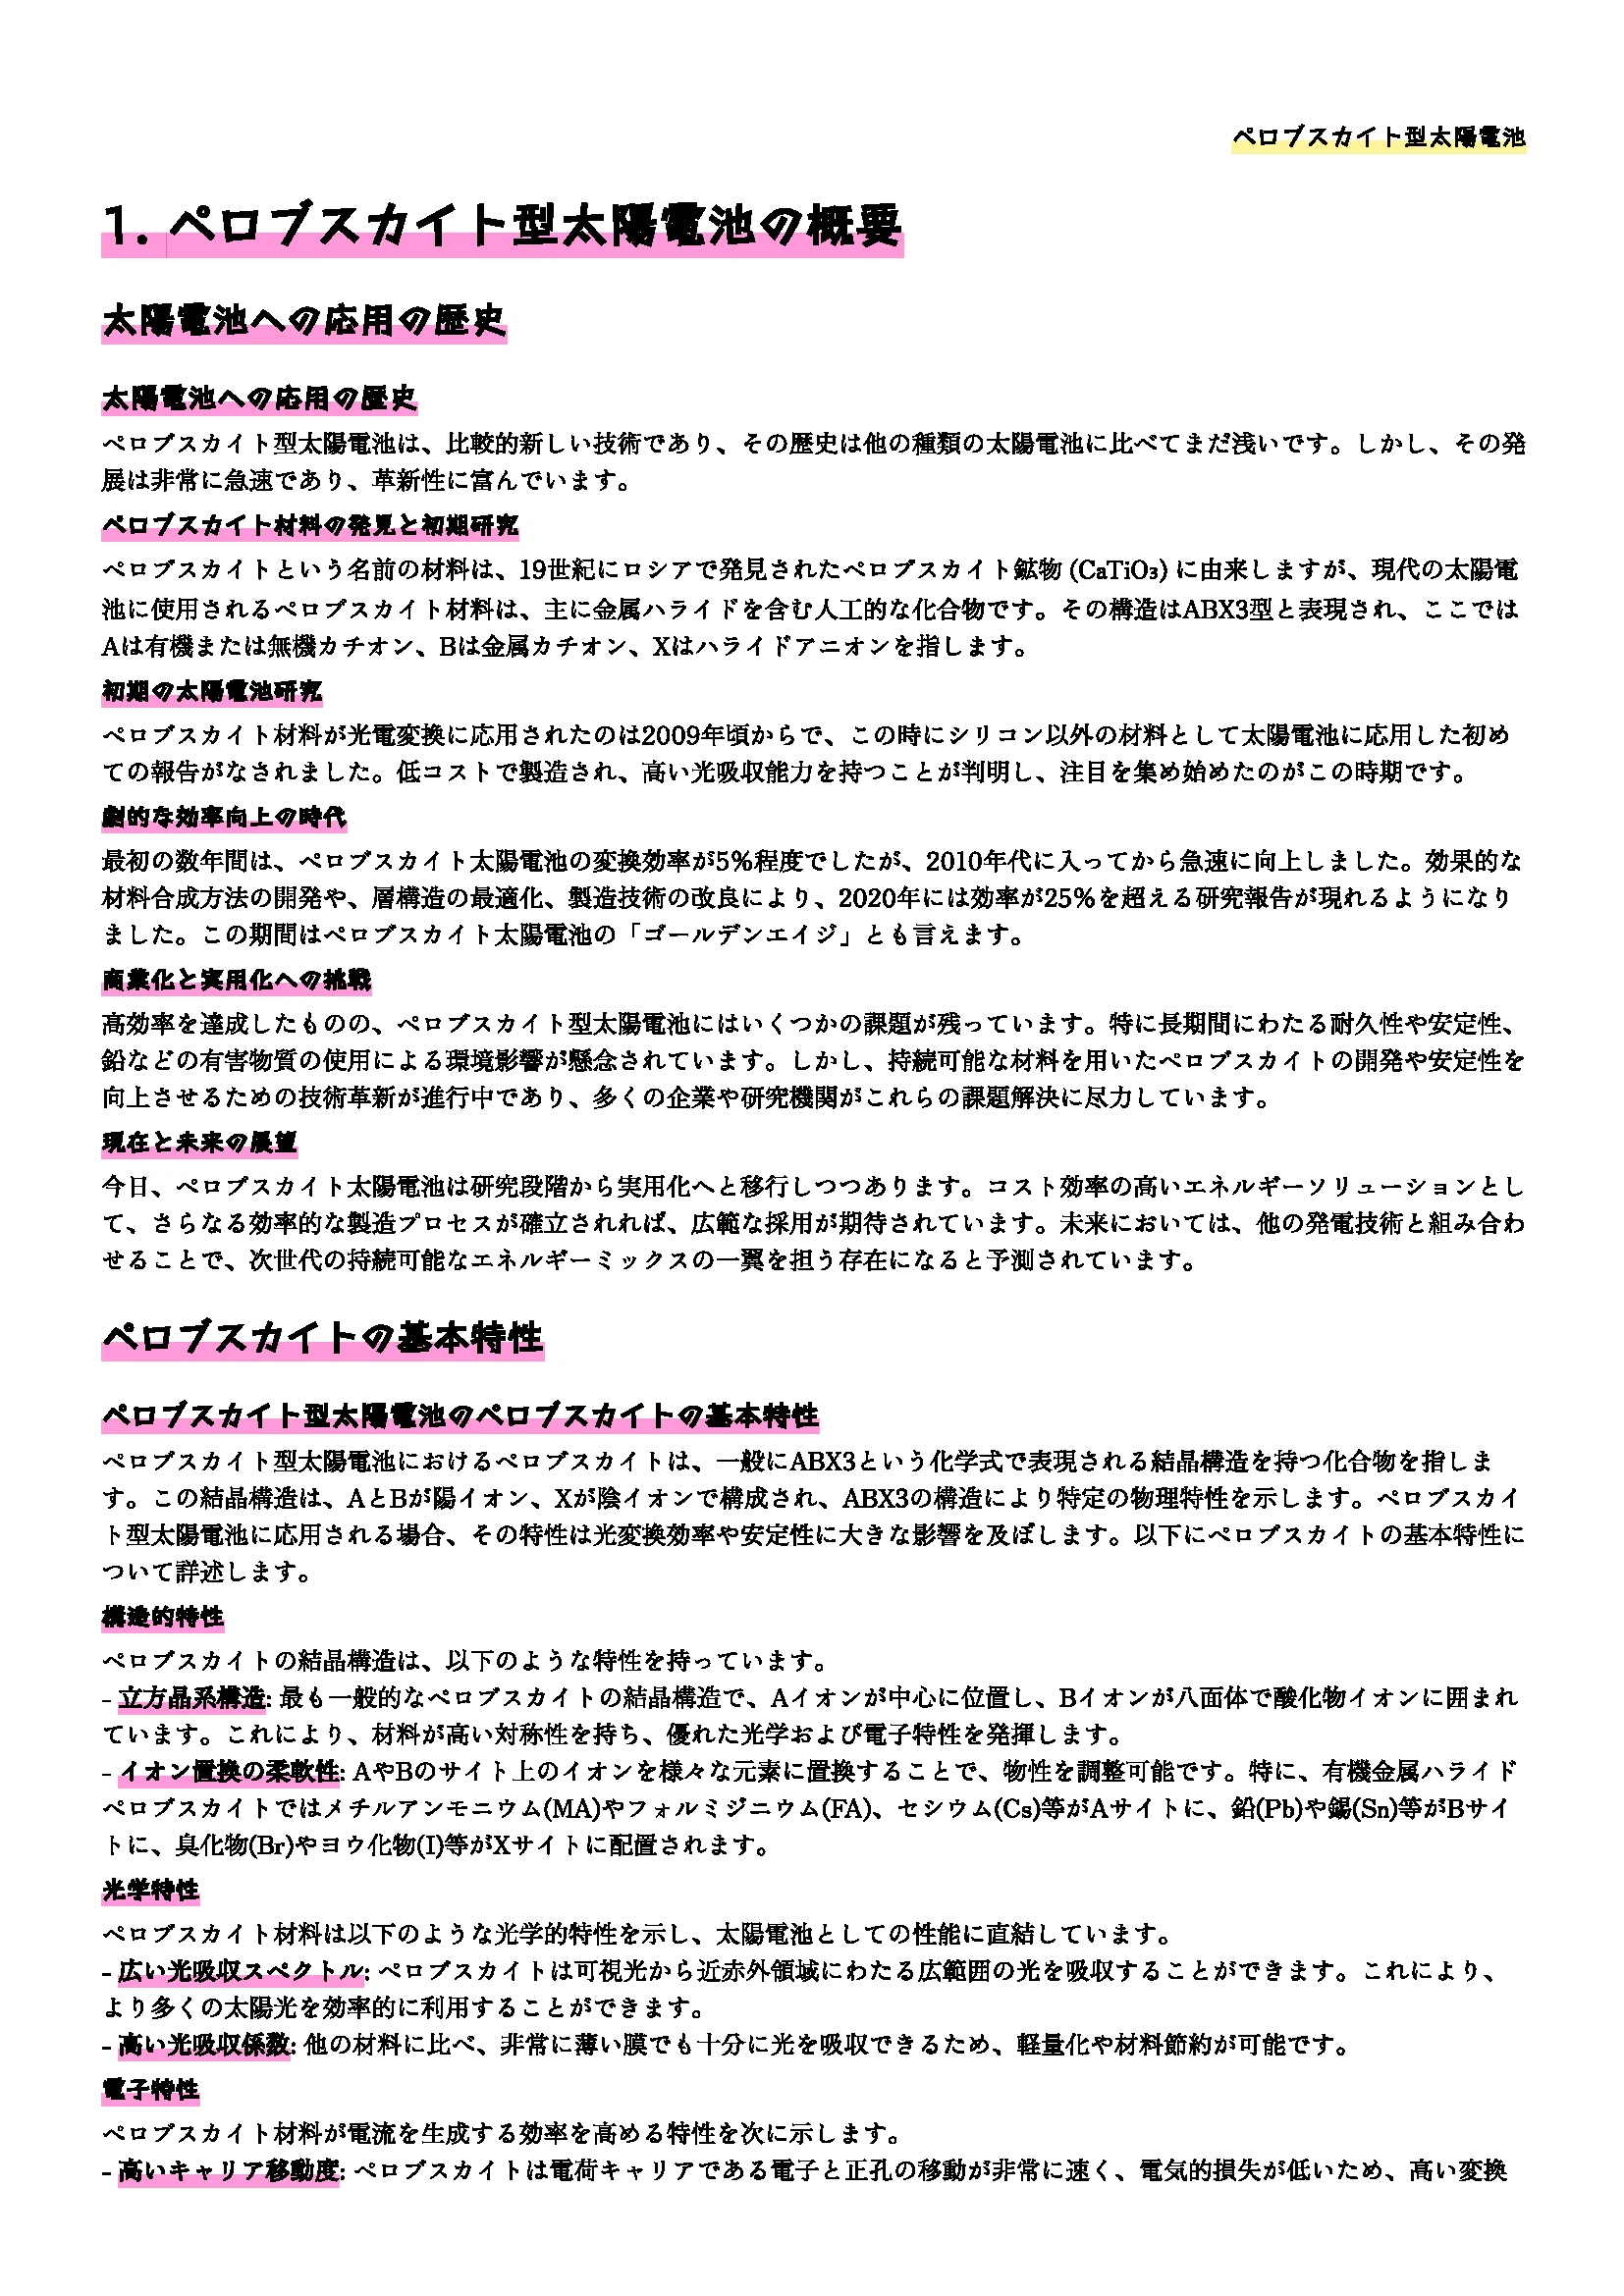 ペロブスカイト型太陽電池
1. ペロブスカイト型太陽電池の概要
太陽電池への応用の歴史
太陽電池への応用の歴史
ペロブスカイト型太陽電池は、比較的新しい技術であり、その歴史は他の種類の太陽電池に比べてまだ浅いです。しかし、その発
展は非常に急速であり、革新性に富んでいます。
ペロブスカイト材料の発見と初期研究
ペロブスカイトという名前の材料は、19世紀にロシアで発見されたペロブスカイト鉱物 (CaTiO₃) に由来しますが、現代の太陽電
池に使用されるペロブスカイト材料は、主に金属ハライドを含む人工的な化合物です。その構造はABX3型と表現され、ここでは
Aは有機または無機カチオン、Bは金属カチオン、Xはハライドアニオンを指します。
初期の太陽電池研究
ペロブスカイト材料が光電変換に応用されたのは2009年頃からで、この時にシリコン以外の材料として太陽電池に応用した初め
ての報告がなされました。低コストで製造され、高い光吸収能力を持つことが判明し、注目を集め始めたのがこの時期です。
劇的な効率向上の時代
最初の数年間は、ペロブスカイト太陽電池の変換効率が5%程度でしたが、2010年代に入ってから急速に向上しました。効果的な
材料合成方法の開発や、層構造の最適化、製造技術の改良により、2020年には効率が25%を超える研究報告が現れるようになり
ました。この期間はペロブスカイト太陽電池の「ゴールデンエイジ」とも言えます。
商業化と実用化への挑戦
高効率を達成したものの、ペロブスカイト型太陽電池にはいくつかの課題が残っています。特に長期間にわたる耐久性や安定性、
鉛などの有害物質の使用による環境影響が懸念されています。しかし、持続可能な材料を用いたペロブスカイトの開発や安定性を
向上させるための技術革新が進行中であり、多くの企業や研究機関がこれらの課題解決に尽力しています。
現在と未来の展望
今日、ペロブスカイト太陽電池は研究段階から実用化へと移行しつつあります。コスト効率の高いエネルギーソリューションとし
て、さらなる効率的な製造プロセスが確立されれば、広範な採用が期待されています。未来においては、他の発電技術と組み合わ
せることで、次世代の持続可能なエネルギーミックスの一翼を担う存在になると予測されています。
ペロブスカイトの基本特性
ペロブスカイト型太陽電池のペロブスカイトの基本特性
ペロブスカイト型太陽電池におけるペロブスカイトは、一般にABX3という化学式で表現される結晶構造を持つ化合物を指しま
す。この結晶構造は、AとBが陽イオン、Xが陰イオンで構成され、ABX3の構造により特定の物理特性を示します。ペロブスカイ
ト型太陽電池に応用される場合、その特性は光変換効率や安定性に大きな影響を及ぼします。以下にペロブスカイトの基本特性に
ついて詳述します。
構造的特性
ペロブスカイトの結晶構造は、以下のような特性を持っています。
- 立方晶系構造: 最も一般的なペロブスカイトの結晶構造で、Aイオンが中心に位置し、Bイオンが八面体で酸化物イオンに囲まれ
ています。これにより、材料が高い対称性を持ち、優れた光学および電子特性を発揮します。
- イオン置換の柔軟性: AやBのサイト上のイオンを様々な元素に置換することで、物性を調整可能です。特に、有機金属ハライド
ペロブスカイトではメチルアンモニウム(MA)やフォルミジニウム(FA)、セシウム(Cs)等がAサイトに、鉛(Pb)や錫(Sn)等がBサイ
トに、臭化物(Br)やヨウ化物(I)等がXサイトに配置されます。
光学特性
ペロブスカイト材料は以下のような光学的特性を示し、太陽電池としての性能に直結しています。
- 広い光吸収スペクトル: ペロブスカイトは可視光から近赤外領域にわたる広範囲の光を吸収することができます。これにより、
より多くの太陽光を効率的に利用することができます。
- 高い光吸収係数: 他の材料に比べ、非常に薄い膜でも十分に光を吸収できるため、軽量化や材料節約が可能です。
電子特性
ペロブスカイト材料が電流を生成する効率を高める特性を次に示します。
- 高いキャリア移動度: ペロブスカイトは電荷キャリアである電子と正孔の移動が非常に速く、電気的損失が低いため、高い変換